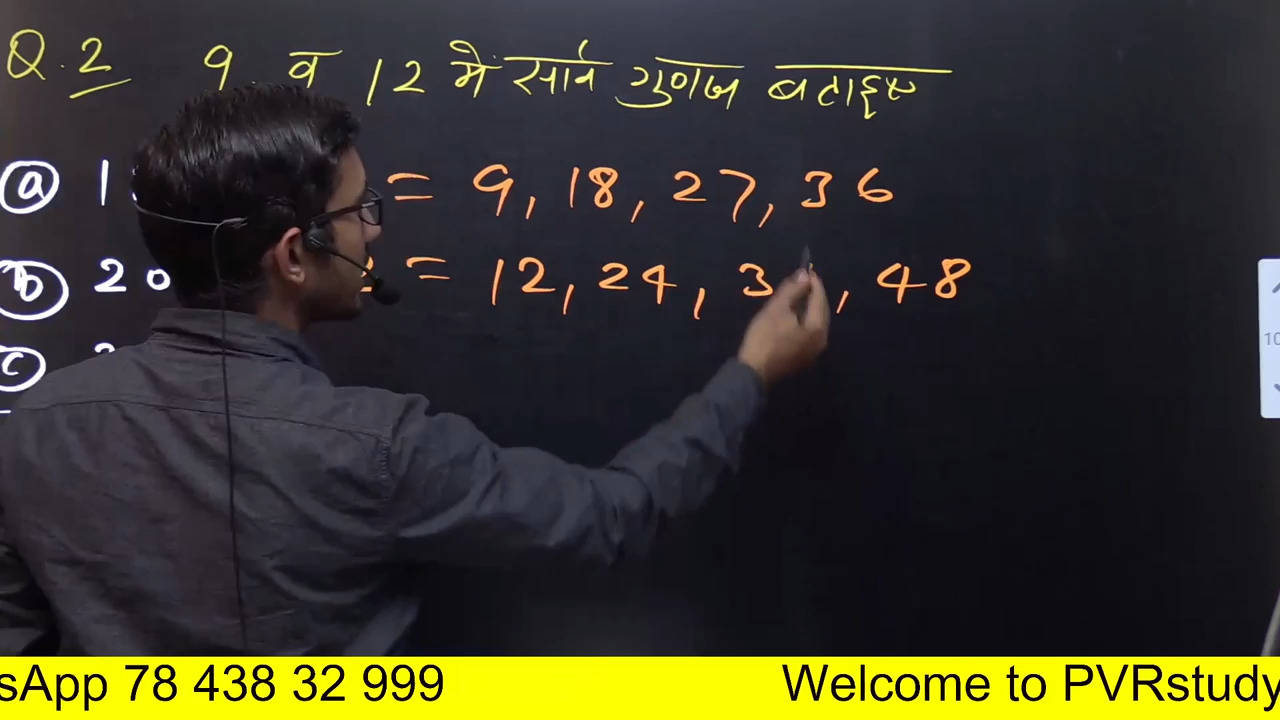 Q.2 9 व 12 में सार्व गुणज बताइए
a = 9, 18, 27, 36
b 20 = 12, 24, 3 , 48
c
10
sApp 78 438 32 999 Welcome to PVRstudy